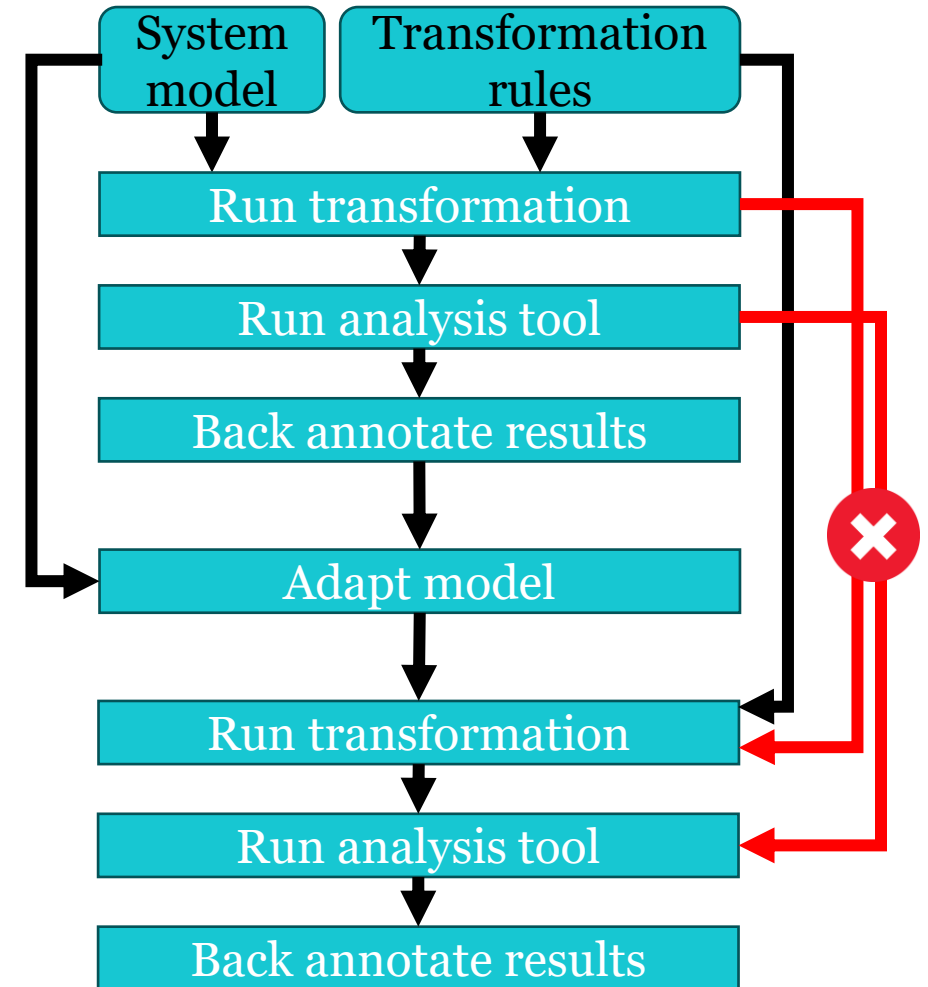 System
model
Transformation
rules
Run transformation
Run analysis tool
Back annotate results
Adapt model
Run transformation
Run analysis tool
Back annotate results